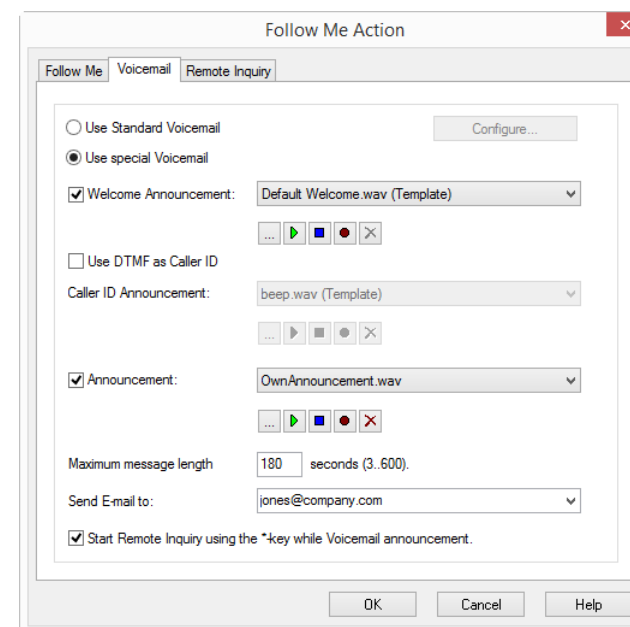 Follow Me Action
Follow Me Voicemail Remote Inquiry
Use Standard Voicemail Configure...
Use special Voicemail
Welcome Announcement: Default Welcome.wav (Template)
...
Use DTMF as Caller ID
Caller ID Announcement: beep.wav (Template)
...
Announcement: OwnAnnouncement.wav
...
Maximum message length 180 seconds (3..600).
Send E-mail to: jones@company.com
Start Remote Inquiry using the *-key while Voicemail announcement.
OK Cancel Help